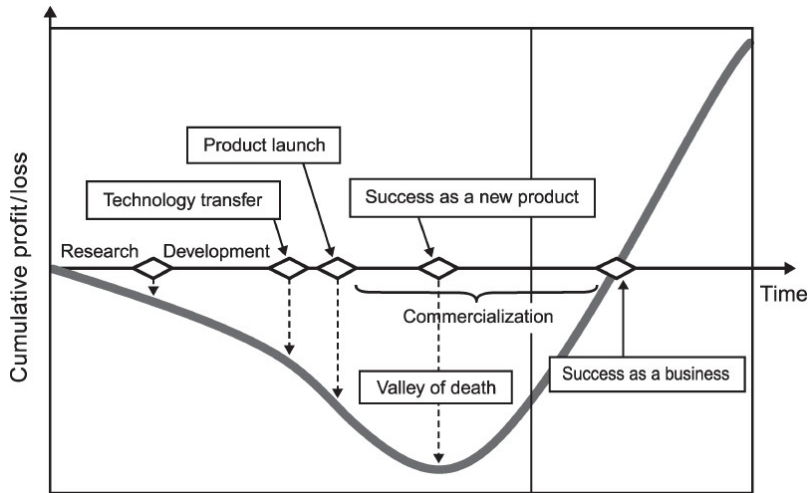 Cumulative profit/loss
Product launch
Technology transfer
Success as a new product
Research
Development
Time
Commercialization
Valley of death
Success as a business